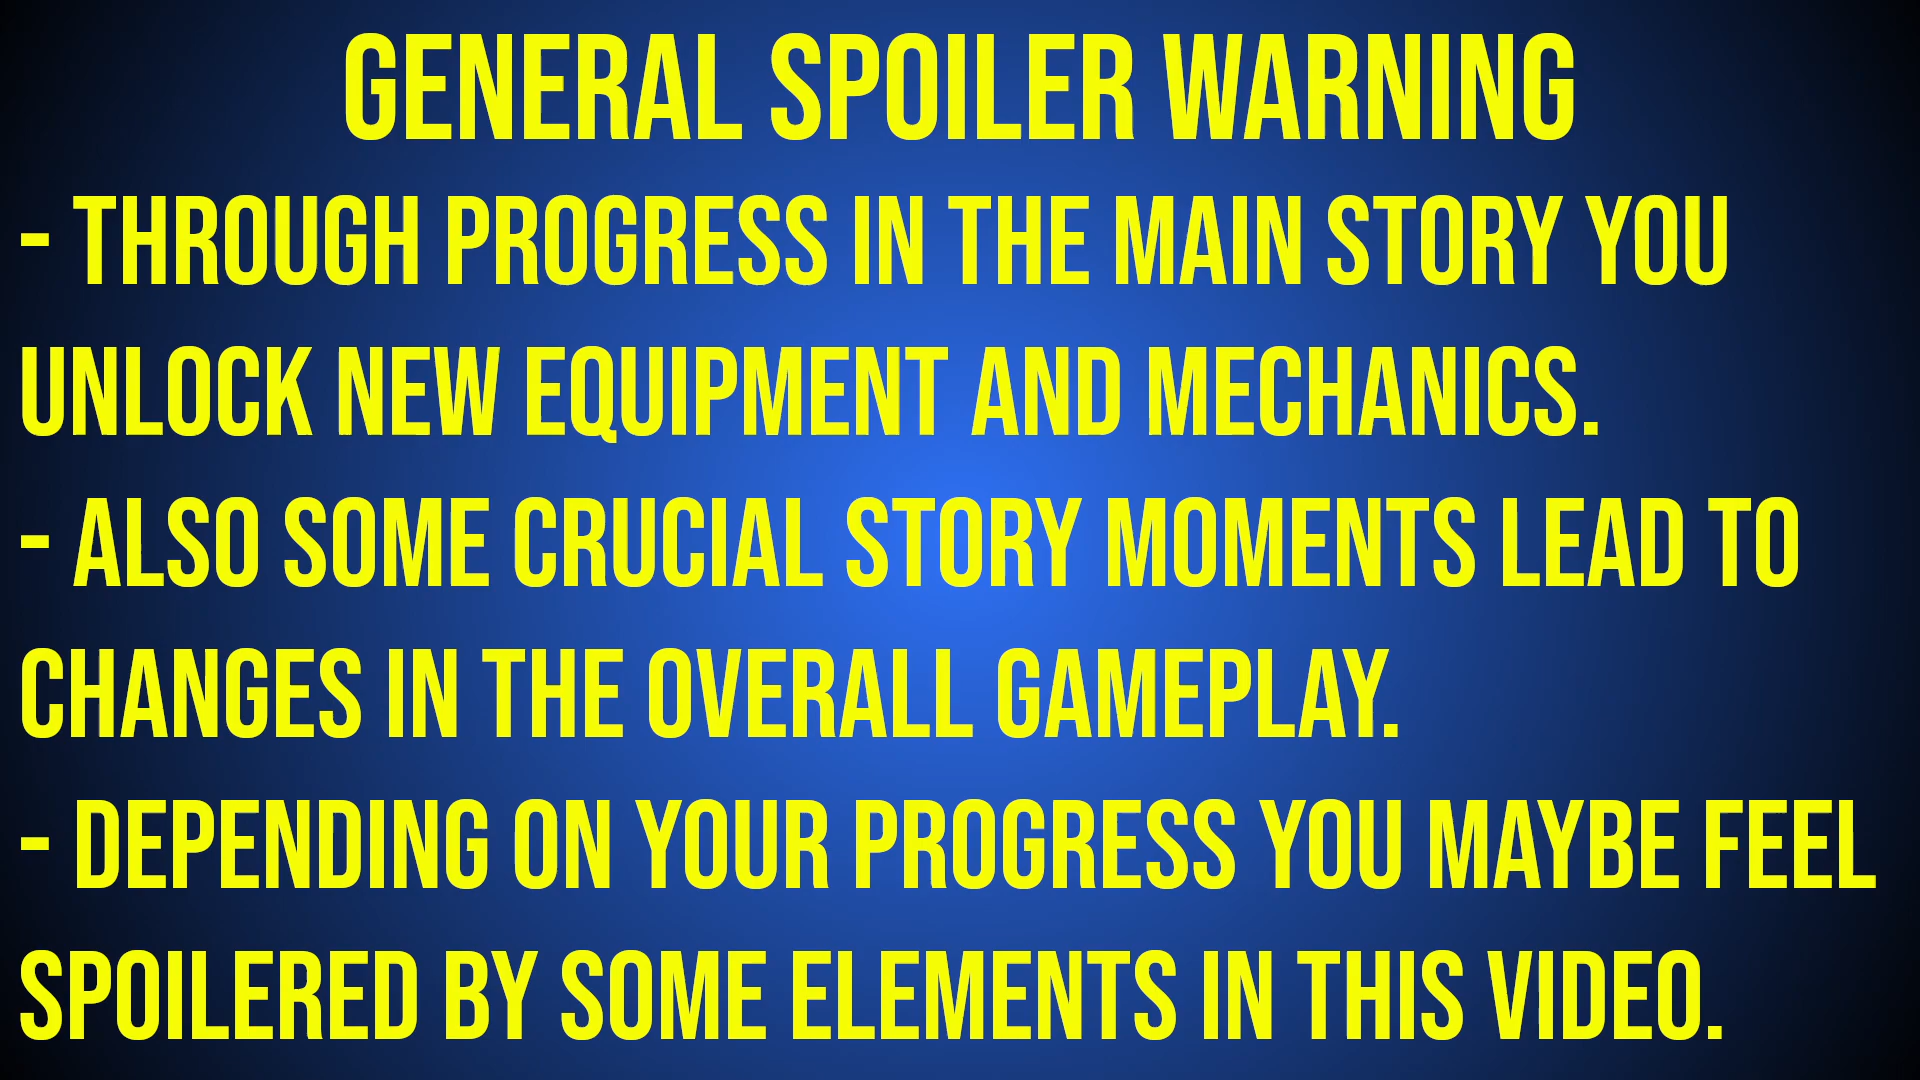 GENERAL SPOILER WARNING
- THROUGH PROGRESS IN THE MAIN STORY YOU
UNLOCK NEW EQUIPMENT AND MECHANICS.
- ALSO SOME CRUCIAL STORY MOMENTS LEAD TO
CHANGES IN THE OVERALL GAMEPLAY.
- DEPENDING ON YOUR PROGRESS YOU MAYBE FEEL
SPOILERED BY SOME ELEMENTS IN THIS VIDEO.